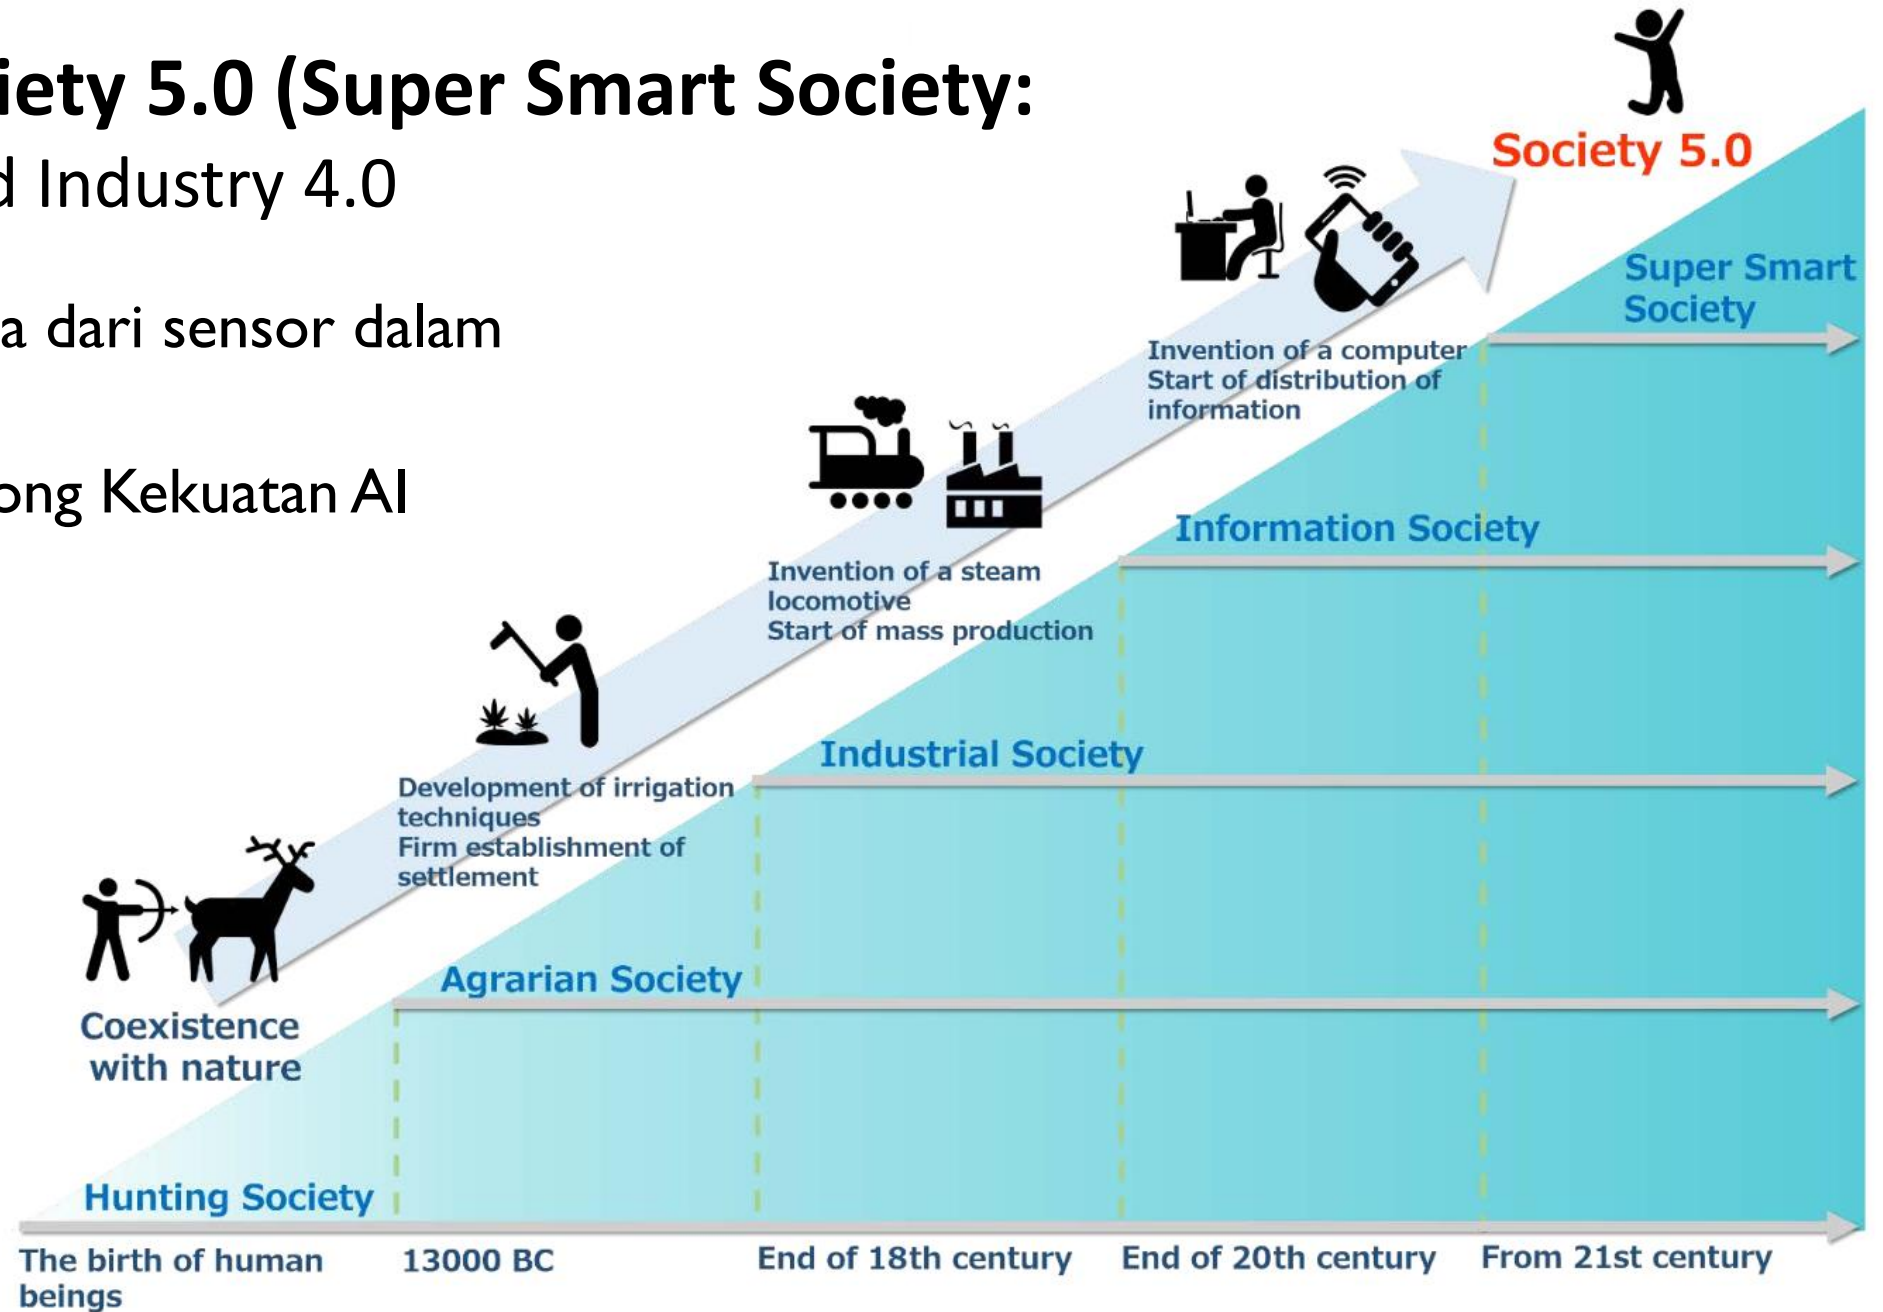 iety 5.0 (Super Smart Society:
d Industry 4.0
a dari sensor dalam
ong Kekuatan AI
Society 5.0
Super Smart
Society
Invention of a computer
Start of distribution of
information
Information Society
Invention of a steam
locomotive
Start of mass production
Industrial Society
Development of irrigation
techniques
Firm establishment of
settlement
Agrarian Society
Coexistence
with nature
Hunting Society
The birth of human
beings
13000 BC
End of 18th century
End of 20th century
From 21st century